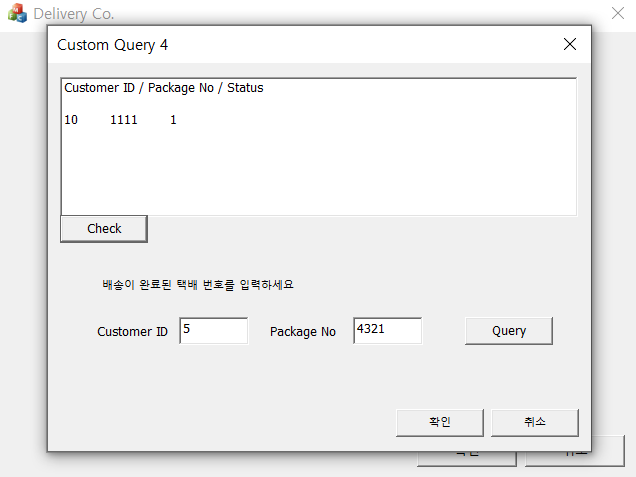 Delivery Co.
Custom Query 4
Customer ID / Package No / Status
10 1111 1
Check
배송이 완료된 택배 번호를 입력하세요
Customer ID 5 Package No 4321 Query
확인 취소